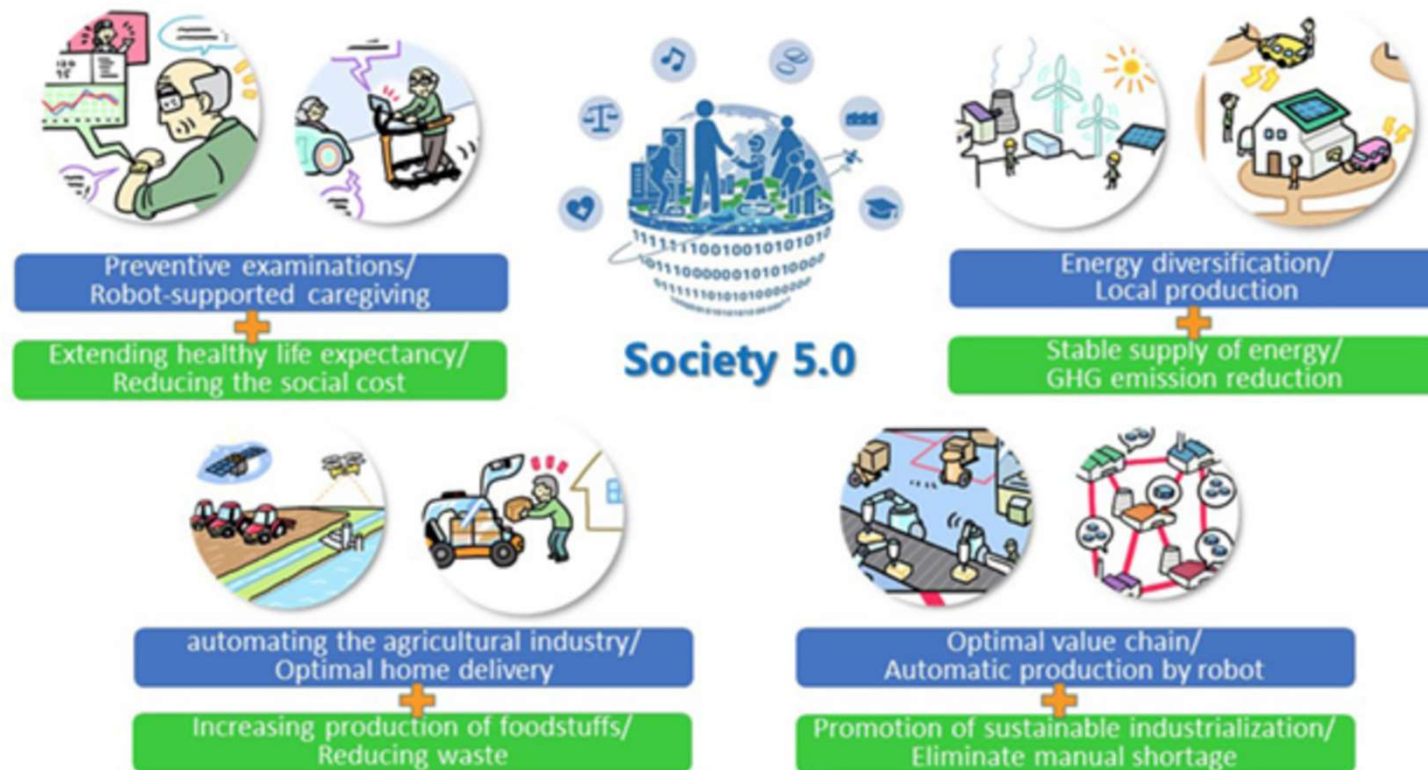 Preventive examinations/
Robot-supported caregiving
Extending healthy life expectancy/
Reducing the social cost
Society 5.0
Energy diversification/
Local production
Stable supply of energy/
GHG emission reduction
automating the agricultural industry/
Optimal home delivery
Increasing production of foodstuffs/
Reducing waste
Optimal value chain/
Automatic production by robot
Promotion of sustainable industrialization/
Eliminate manual shortage